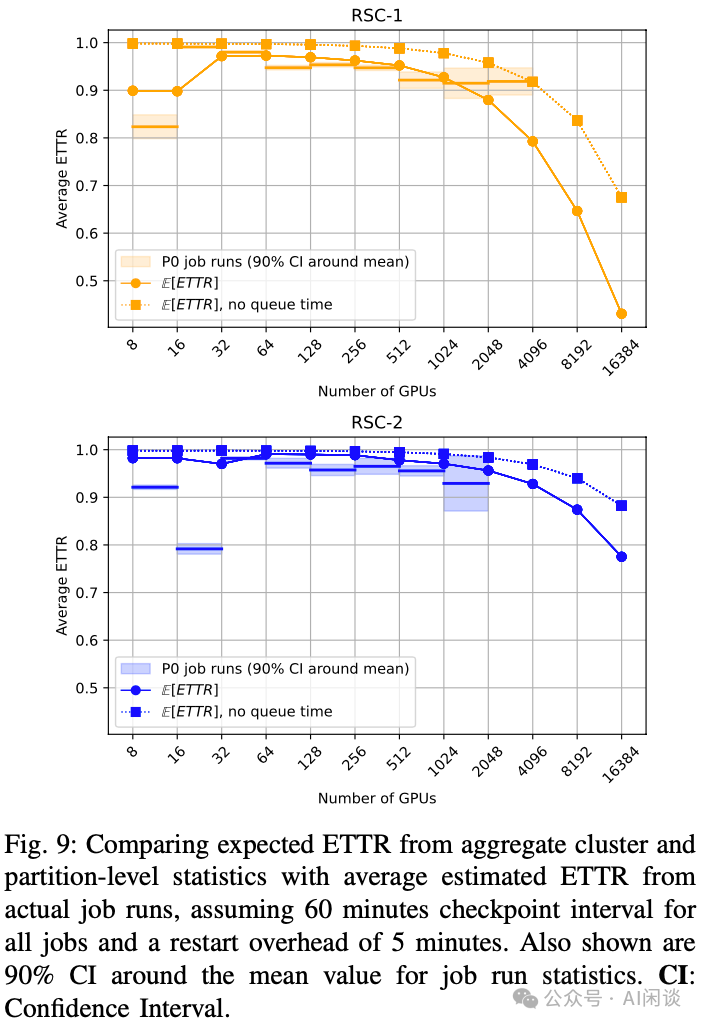 RSC-1
1.0
0.9
0.8
0.7
0.6
0.5
Average ETTR
P0 job runs (90% CI around mean)
𝔼[ETTR]
𝔼[ETTR], no queue time
8
16
32
64
128
256
512
1024
2048
4096
8192
16384
Number of GPUs
RSC-2
1.0
0.9
0.8
0.7
0.6
0.5
Average ETTR
P0 job runs (90% CI around mean)
𝔼[ETTR]
𝔼[ETTR], no queue time
8
16
32
64
128
256
512
1024
2048
4096
8192
16384
Number of GPUs
Fig. 9: Comparing expected ETTR from aggregate cluster and
partition-level statistics with average estimated ETTR from
actual job runs, assuming 60 minutes checkpoint interval for
all jobs and a restart overhead of 5 minutes. Also shown are
90% CI around the mean value for job run statistics. CI:
Confidence Interval.
公众号 · AI闲谈